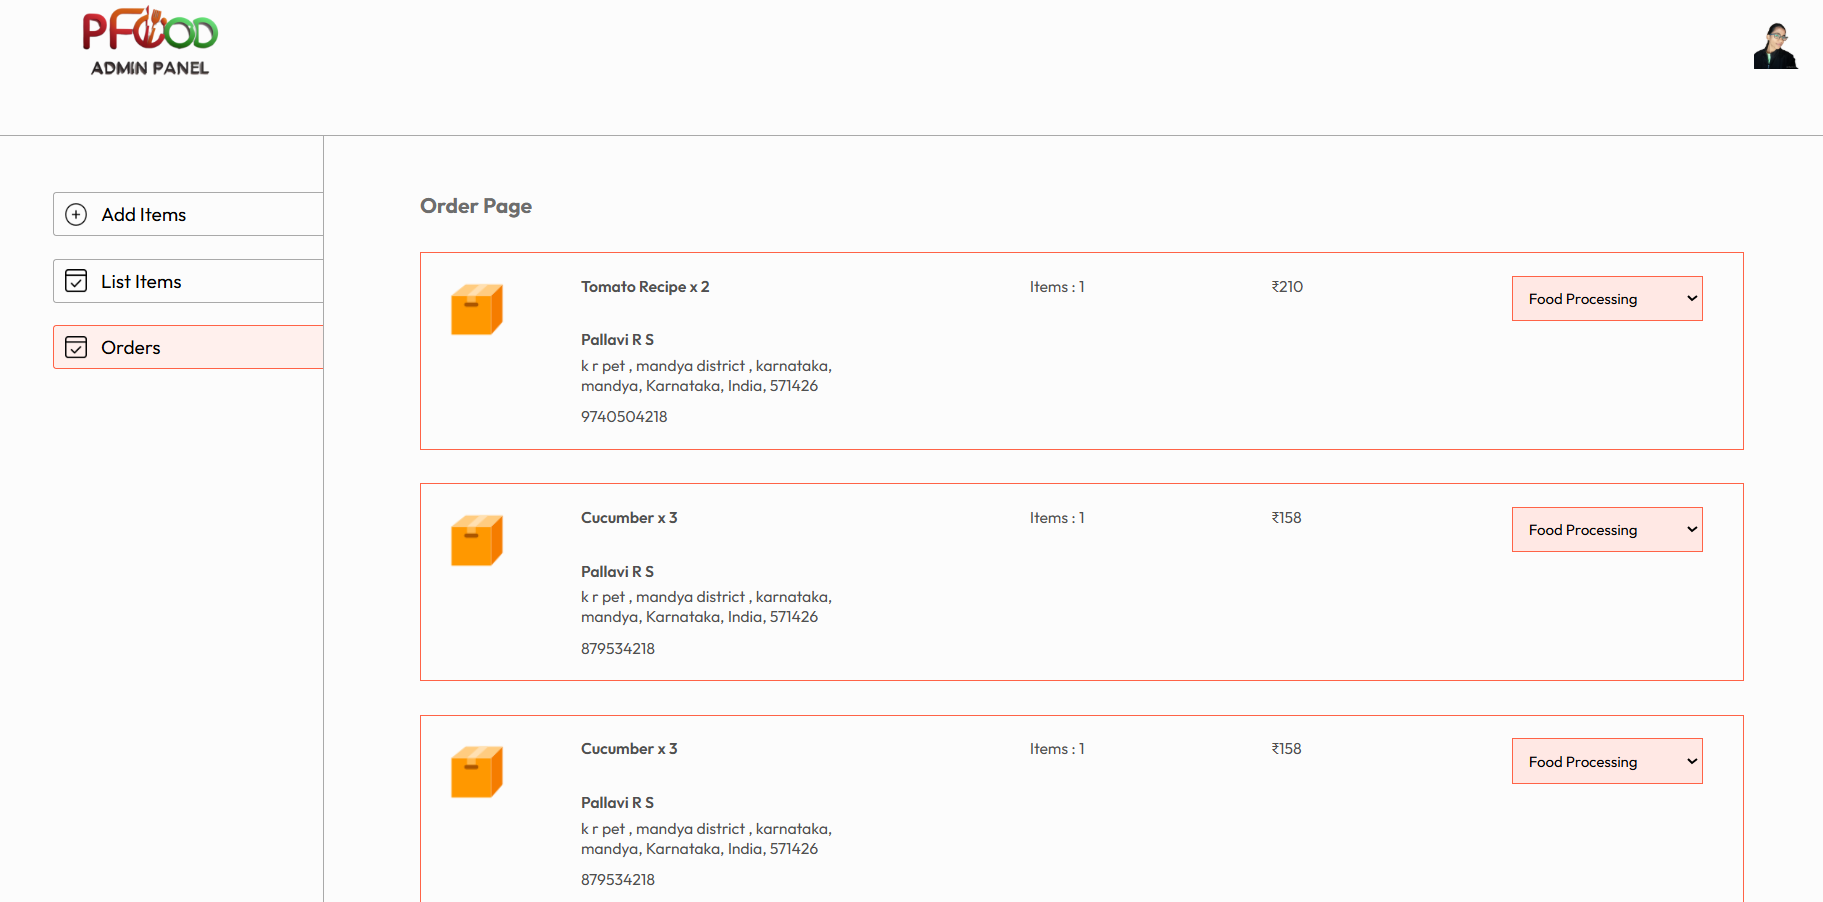 PFOOD
ADMIN PANEL
Add Items
List Items
Orders
Order Page
Tomato Recipe x 2
Items : 1
₹210
Food Processing
Pallavi R S
k r pet , mandya district , karnataka,
mandya, Karnataka, India, 571426
9740504218
Cucumber x 3
Items : 1
₹158
Food Processing
Pallavi R S
k r pet , mandya district , karnataka,
mandya, Karnataka, India, 571426
879534218
Cucumber x 3
Items : 1
₹158
Food Processing
Pallavi R S
k r pet , mandya district , karnataka,
mandya, Karnataka, India, 571426
879534218